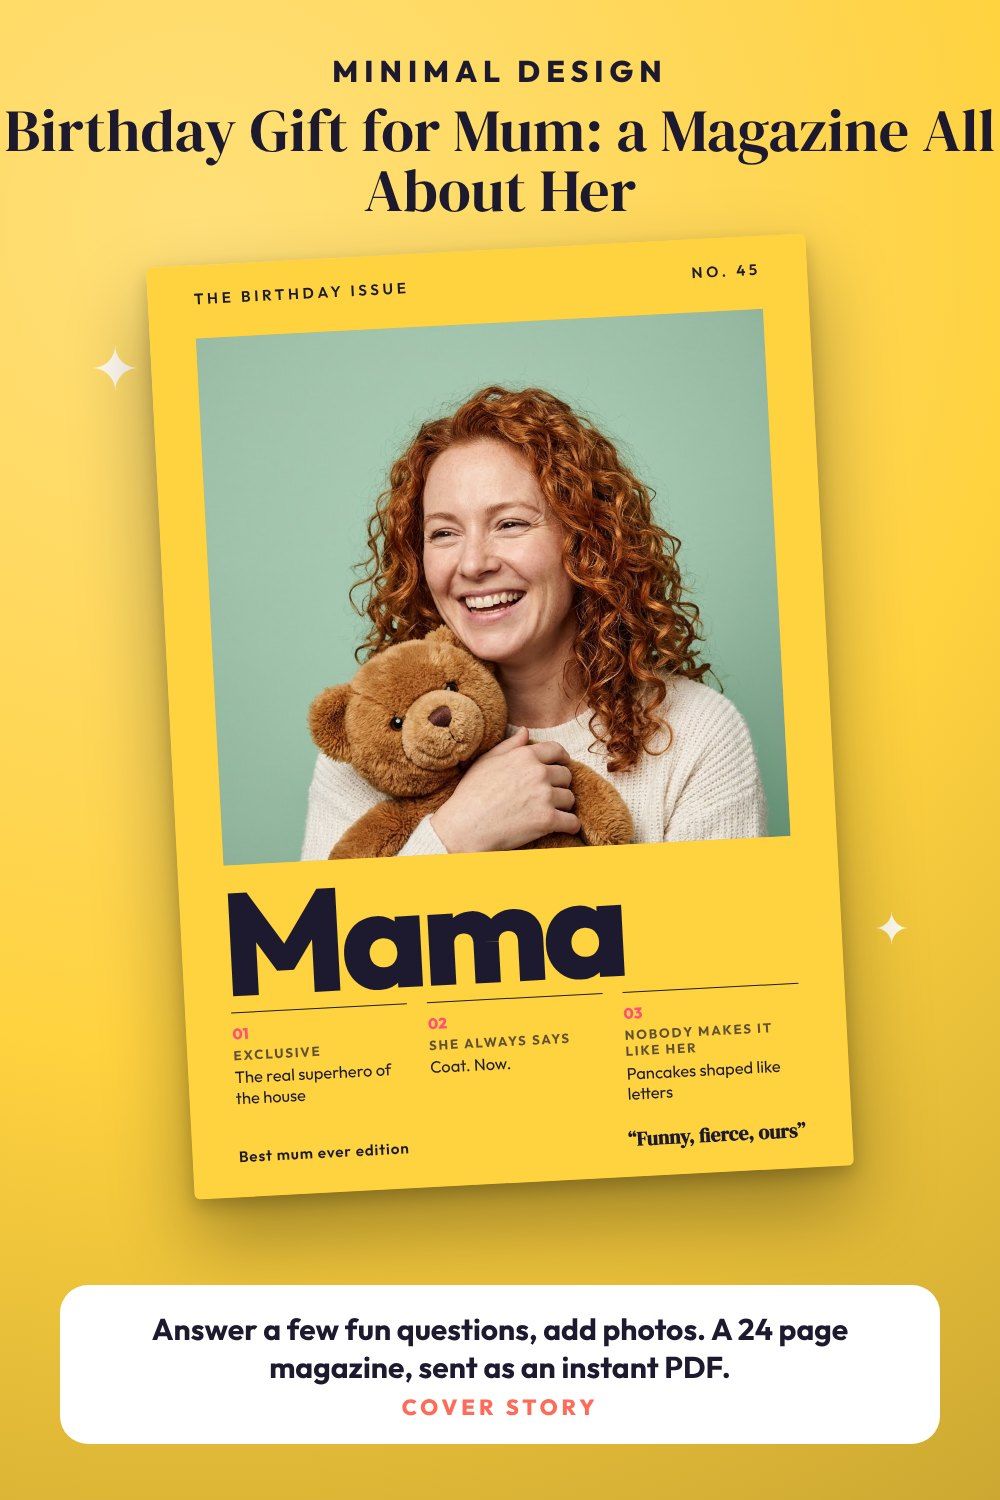 MINIMAL DESIGN
Birthday Gift for Mum: a Magazine All
About Her
THE BIRTHDAY ISSUE
NO. 45
Mama
01
EXCLUSIVE
The real superhero of
the house
02
SHE ALWAYS SAYS
Coat. Now.
03
NOBODY MAKES IT
LIKE HER
Pancakes shaped like
letters
Best mum ever edition
“Funny, fierce, ours”
Answer a few fun questions, add photos. A 24 page
magazine, sent as an instant PDF.
COVER STORY